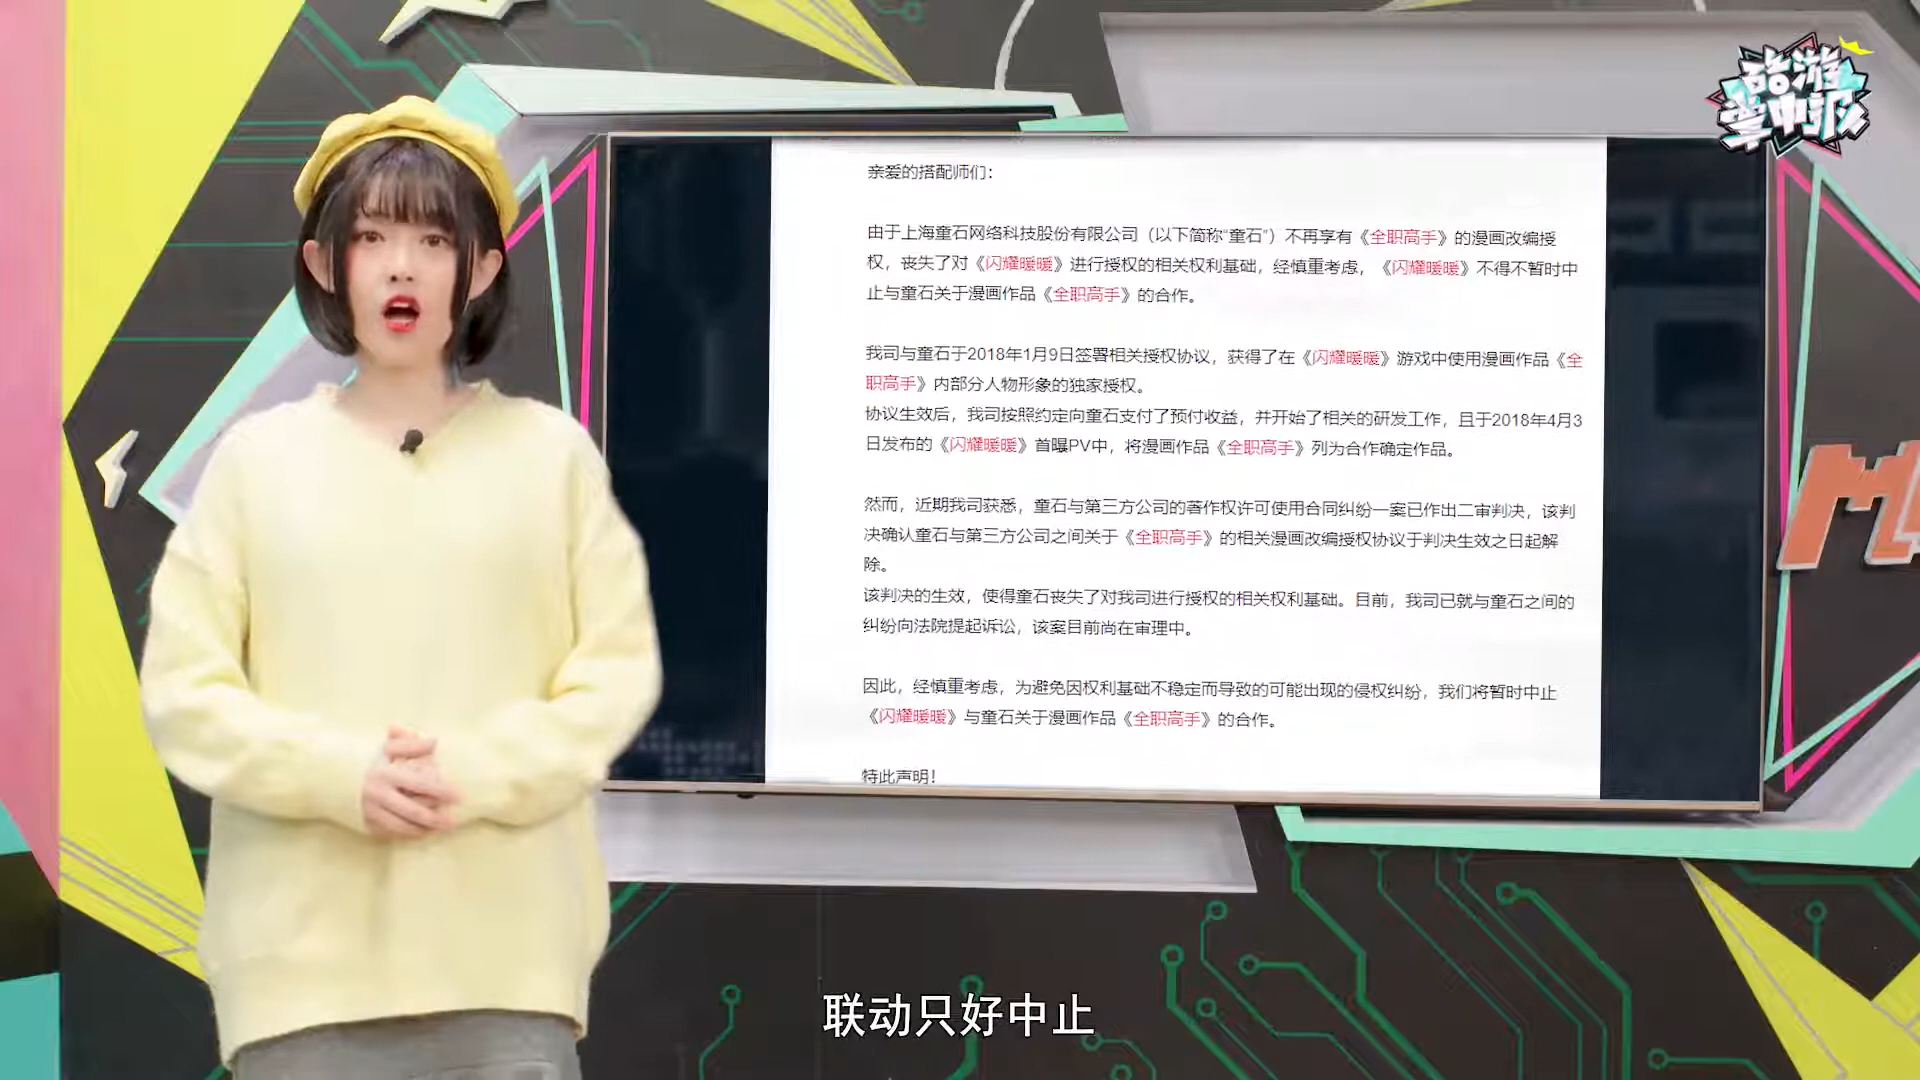 酷游
掌中诉
亲爱的搭配师们：
由于上海童石网络科技股份有限公司（以下简称“童石”）不再享有《全职高手》的漫画改编授
权，丧失了对《闪耀暖暖》进行授权的相关权利基础，经慎重考虑，《闪耀暖暖》不得不暂时中
止与童石关于漫画作品《全职高手》的合作。
我司与童石于2018年1月9日签署相关授权协议，获得了在《闪耀暖暖》游戏中使用漫画作品《全
职高手》内部分人物形象的独家授权。
协议生效后，我司按照约定向童石支付了预付收益，并开始了相关的研发工作，且于2018年4月3
日发布的《闪耀暖暖》首曝PV中，将漫画作品《全职高手》列为合作确定作品。
然而，近期我司获悉，童石与第三方公司的著作权许可使用合同纠纷一案已作出二审判决，该判
决确认童石与第三方公司之间关于《全职高手》的相关漫画改编授权协议于判决生效之日起解
除。
该判决的生效，使得童石丧失了对我司进行授权的相关权利基础。目前，我司已就与童石之间的
纠纷向法院提起诉讼，该案目前尚在审理中。
因此，经慎重考虑，为避免因权利基础不稳定而导致的可能出现的侵权纠纷，我们将暂时中止
《闪耀暖暖》与童石关于漫画作品《全职高手》的合作。
特此声明！
联动只好中止